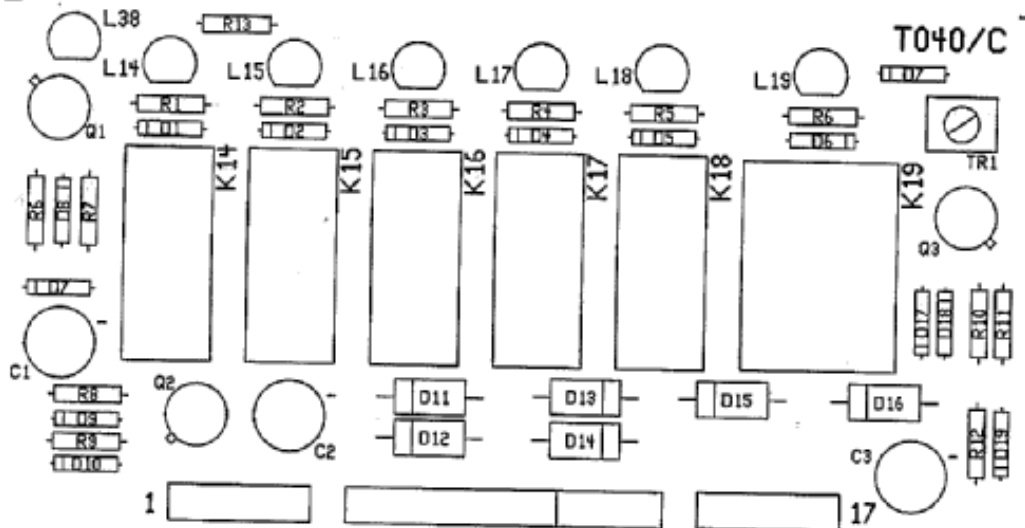 L38
R13
T040/C
L14
L15
L16
L17
L18
L19
D7
Q1
R1
R2
R3
R4
R5
R6
D1
D2
D3
D4
D5
D6
TR1
K14
K15
K16
K17
K18
K19
R6
D8
R7
Q3
D7
D17
D18
R10
R11
C1
Q2
R8
D9
R9
D10
C2
D11
D13
D15
D16
D12
D14
C3
R12
D19
1
17